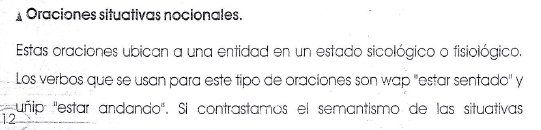 ▲ Oraciones situativas nocionales.
Estas oraciones ubican a una entidad en un estado sicológico o fisiológico.
Los verbos que se usan para este tipo de oraciones son wap "estar sentado" y
uñip "estar andando". Si contrastamos el semantismo de las situativas
12